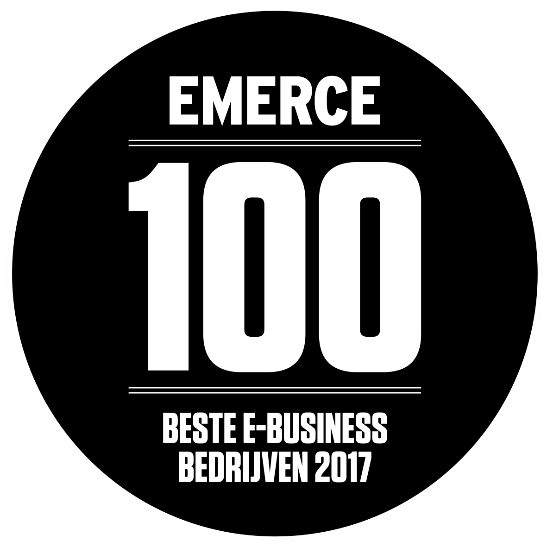 EMERCE
100
BESTE E-BUSINESS
BEDRIJVEN 2017